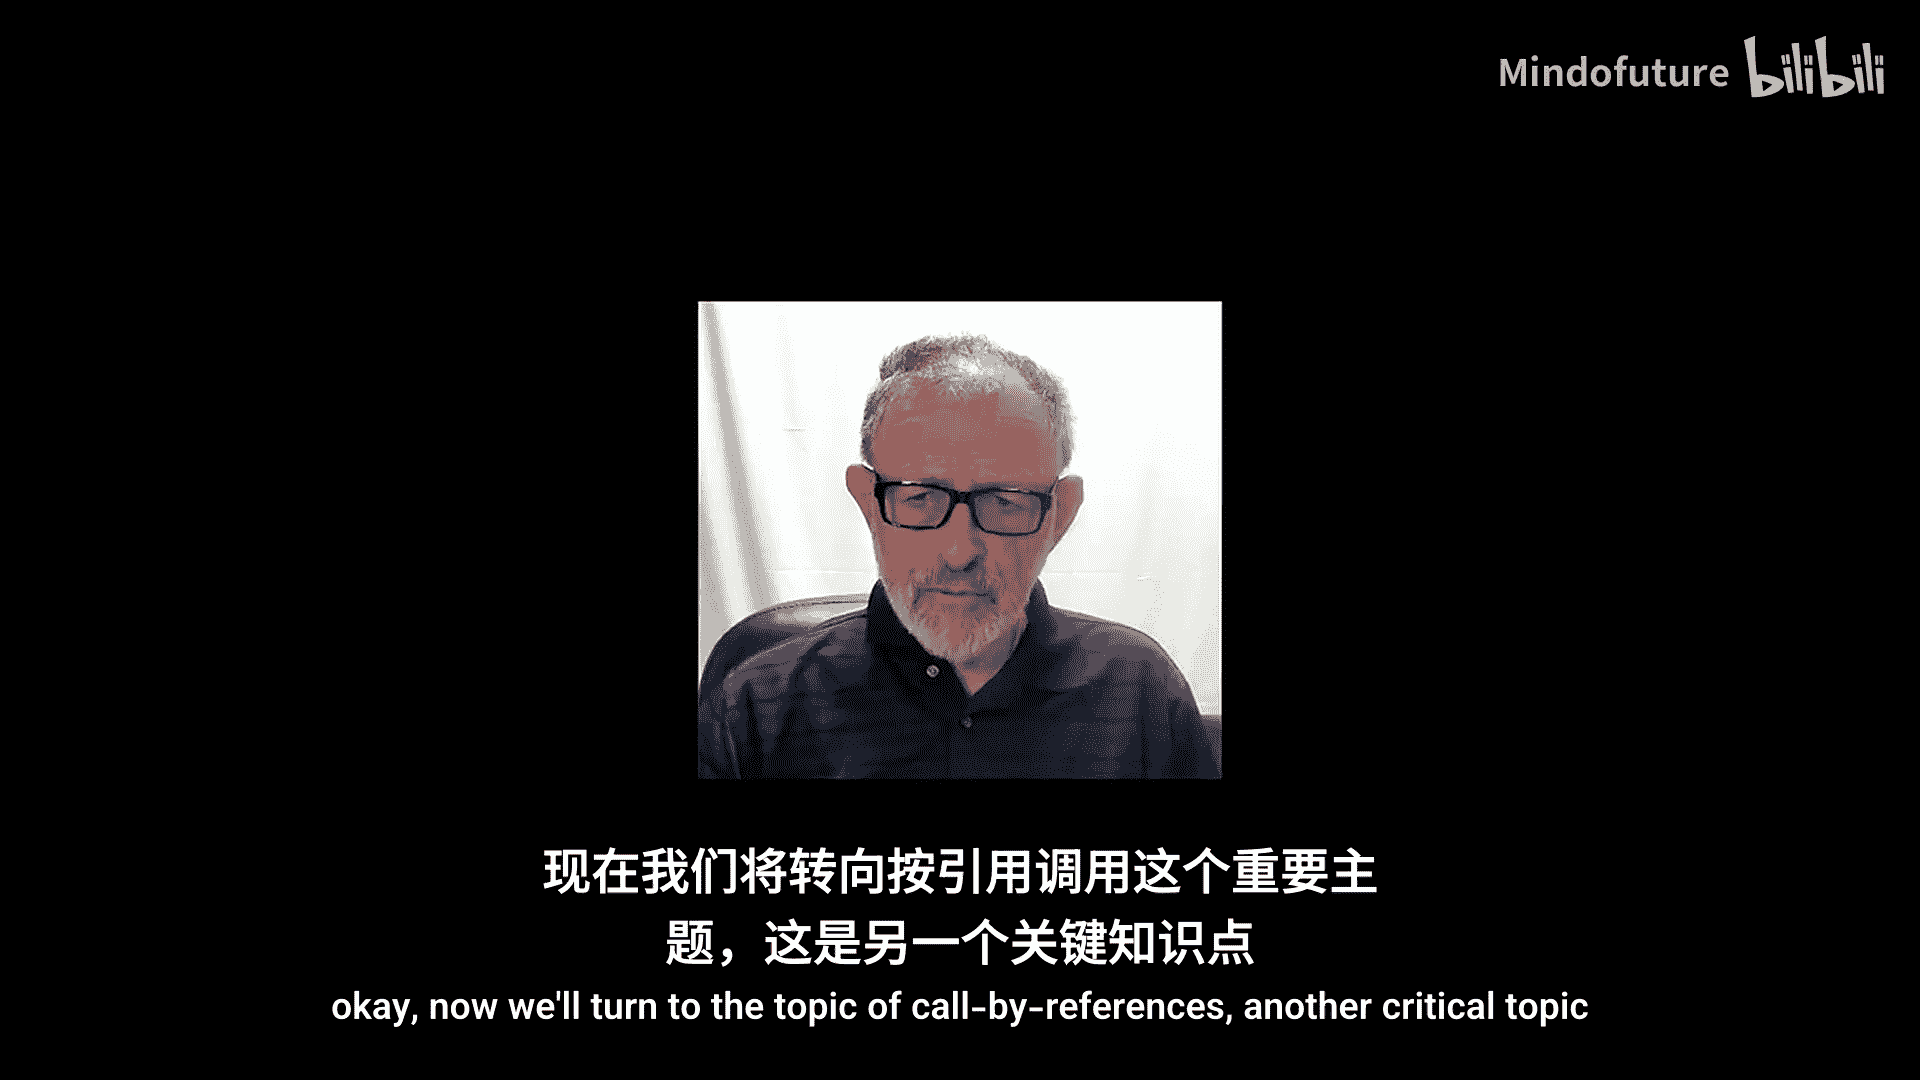 Mindofuture bilibili
现在我们将转向按引用调用这个重要主
题，这是另一个关键知识点
okay, now we'll turn to the topic of call-by-references, another critical topic